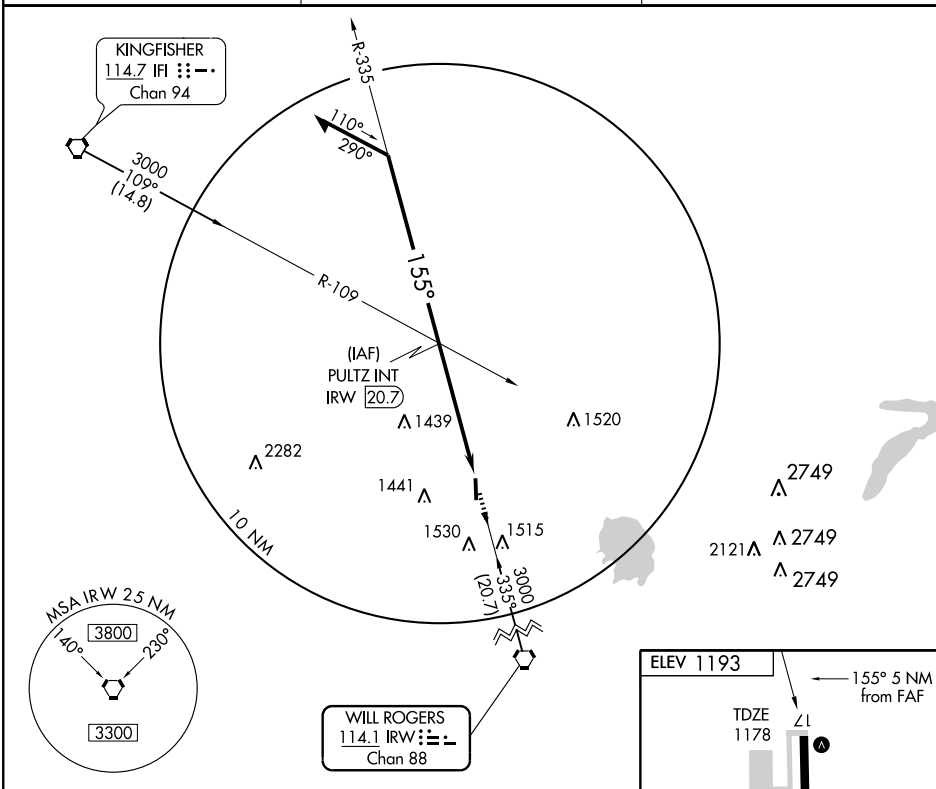 KINGFISHER
114.7 IFI
Chan 94
R-335
110°
290°
3000
109°
(14.8)
155°
R-109
(IAF)
PULTZ INT
IRW 20.7
1439
1520
2282
1441
2749
1530
1515
2121
2749
2749
10 NM
3000
335°
(20.7)
MSA IRW 25 NM
3800
140°
230°
3300
WILL ROGERS
114.1 IRW
Chan 88
ELEV 1193
155° 5 NM
from FAF
TDZE
1178
17